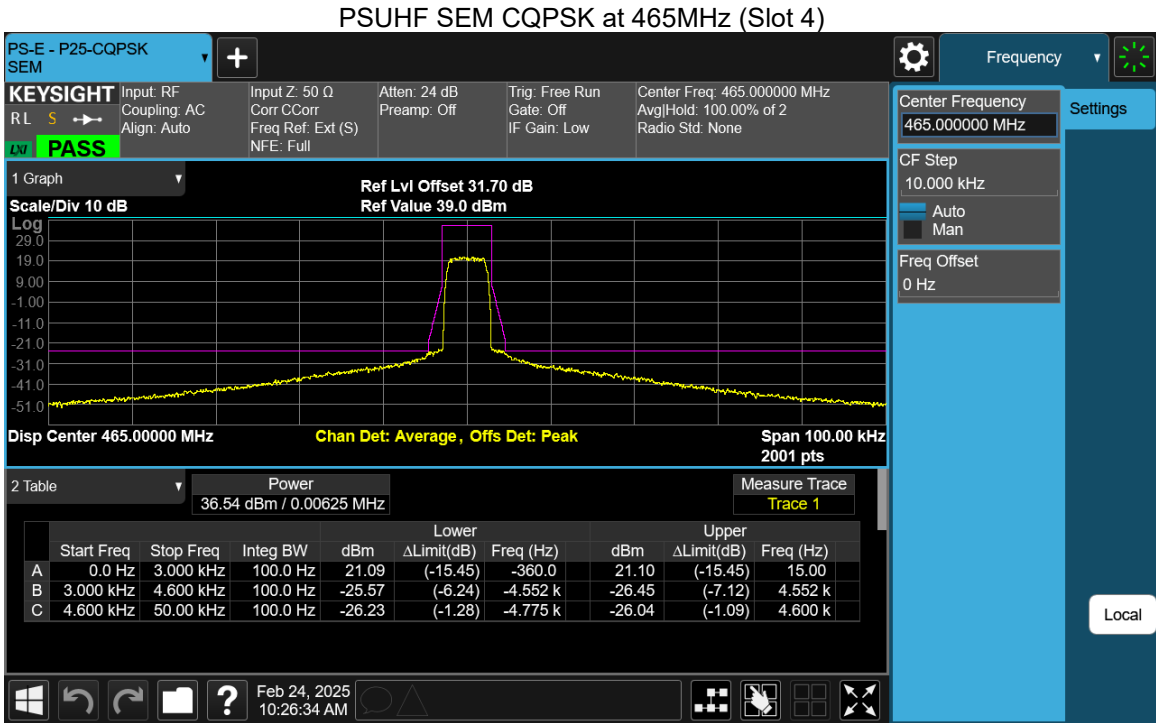 PSUHF SEM CQPSK at 465MHz (Slot 4)
PS-E - P25-CQPSK
SEM
+
Frequency
KEYSIGHT
RL S
LXI PASS
Input: RF
Coupling: AC
Align: Auto
Input Z: 50 Ω
Corr CCorr
Freq Ref: Ext (S)
NFE: Full
Atten: 24 dB
Preamp: Off
Trig: Free Run
Gate: Off
IF Gain: Low
Center Freq: 465.000000 MHz
Avg|Hold: 100.00% of 2
Radio Std: None
Center Frequency
465.000000 MHz
Settings
CF Step
10.000 kHz
Auto
Man
Freq Offset
0 Hz
Local
1 Graph
Scale/Div 10 dB
Ref Lvl Offset 31.70 dB
Ref Value 39.0 dBm
Log
29.0
19.0
9.00
-1.00
-11.0
-21.0
-31.0
-41.0
-51.0
Disp Center 465.00000 MHz
Chan Det: Average , Offs Det: Peak
Span 100.00 kHz
2001 pts
2 Table
Power
36.54 dBm / 0.00625 MHz
Measure Trace
Trace 1
Lower Upper
Start Freq Stop Freq Integ BW dBm ΔLimit(dB) Freq (Hz) dBm ΔLimit(dB) Freq (Hz)
A 0.0 Hz 3.000 kHz 100.0 Hz 21.09 (-15.45) -360.0 21.10 (-15.45) 15.00
B 3.000 kHz 4.600 kHz 100.0 Hz -25.57 (-6.24) -4.552 k -26.45 (-7.12) 4.552 k
C 4.600 kHz 50.00 kHz 100.0 Hz -26.23 (-1.28) -4.775 k -26.04 (-1.09) 4.600 k
?
Feb 24, 2025
10:26:34 AM